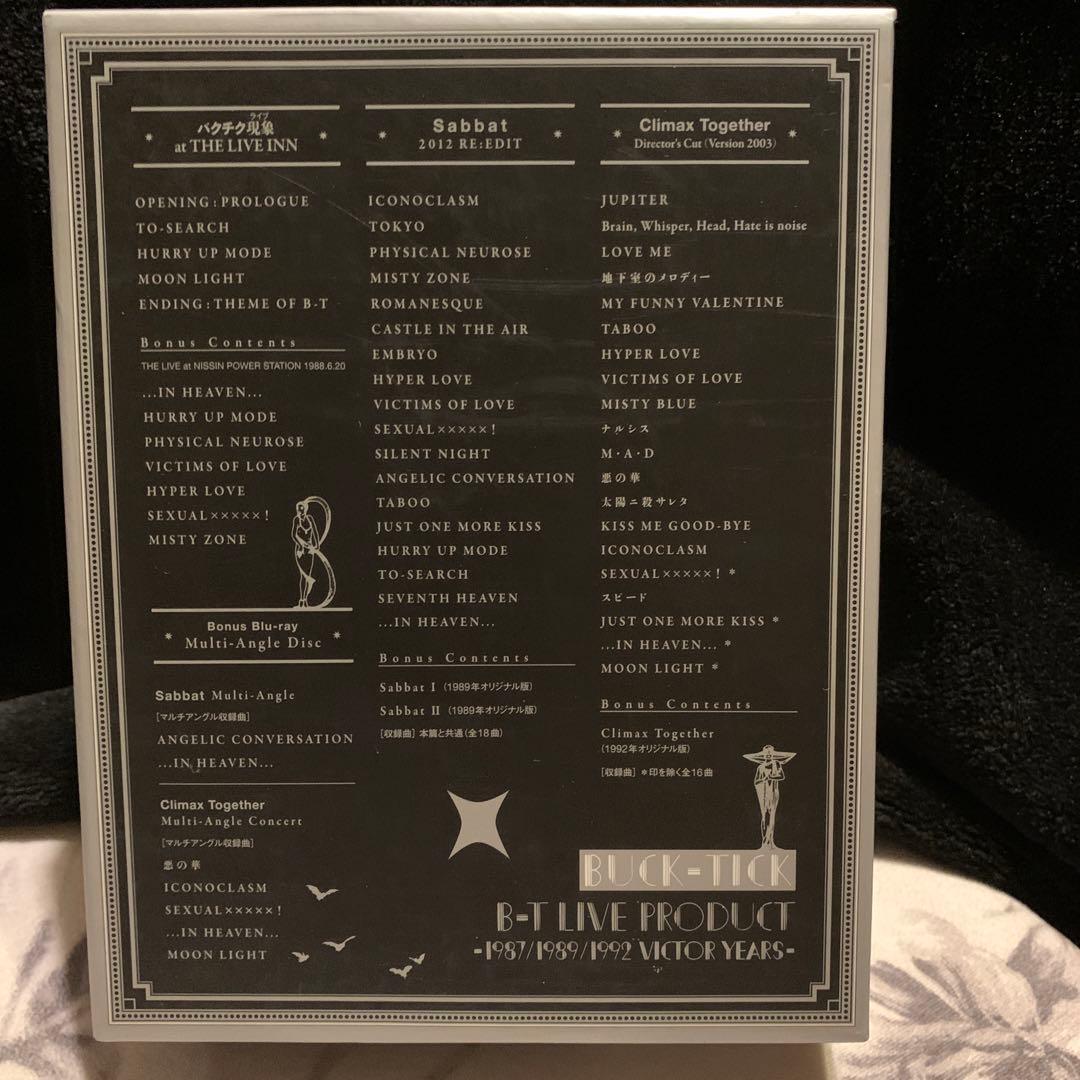 ライブ
バクチク現象
at THE LIVE INN
OPENING : PROLOGUE
TO-SEARCH
HURRY UP MODE
MOON LIGHT
ENDING : THEME OF B-T
Bonus Contents
THE LIVE at NISSIN POWER STATION 1988.6.20
...IN HEAVEN...
HURRY UP MODE
PHYSICAL NEUROSE
VICTIMS OF LOVE
HYPER LOVE
SEXUAL×××××!
MISTY ZONE
Bonus Blu-ray
Multi-Angle Disc
Sabbat Multi-Angle
[マルチアングル収録曲]
ANGELIC CONVERSATION
...IN HEAVEN...
Climax Together
Multi-Angle Concert
[マルチアングル収録曲]
悪の華
ICONOCLASM
SEXUAL×××××!
...IN HEAVEN...
MOON LIGHT
Sabbat
2012 RE:EDIT
ICONOCLASM
TOKYO
PHYSICAL NEUROSE
MISTY ZONE
ROMANESQUE
CASTLE IN THE AIR
EMBRYO
HYPER LOVE
VICTIMS OF LOVE
SEXUAL×××××!
SILENT NIGHT
ANGELIC CONVERSATION
TABOO
JUST ONE MORE KISS
HURRY UP MODE
TO-SEARCH
SEVENTH HEAVEN
...IN HEAVEN...
Bonus Contents
Sabbat I (1989年オリジナル版)
Sabbat II (1989年オリジナル版)
[収録曲] 本篇と共通(全18曲)
Climax Together
Director's Cut (Version 2003)
JUPITER
Brain, Whisper, Head, Hate is noise
LOVE ME
地下室のメロディー
MY FUNNY VALENTINE
TABOO
HYPER LOVE
VICTIMS OF LOVE
MISTY BLUE
ナルシス
M・A・D
悪の華
太陽ニ殺サレタ
KISS ME GOOD-BYE
ICONOCLASM
SEXUAL×××××! *
スピード
JUST ONE MORE KISS *
...IN HEAVEN... *
MOON LIGHT *
Bonus Contents
Climax Together
(1992年オリジナル版)
[収録曲] *印を除く全16曲
BUCK-TICK
B-T LIVE PRODUCT
-1987/1989/1992 VICTOR YEARS-